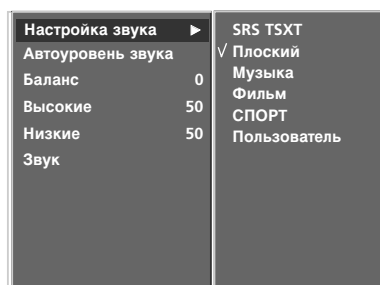 Настройка звука ▶
Автоуровень звука
Баланс 0
Высокие 50
Низкие 50
Звук
SRS TSXT
√ Плоский
Музыка
Фильм
СПОРТ
Пользователь